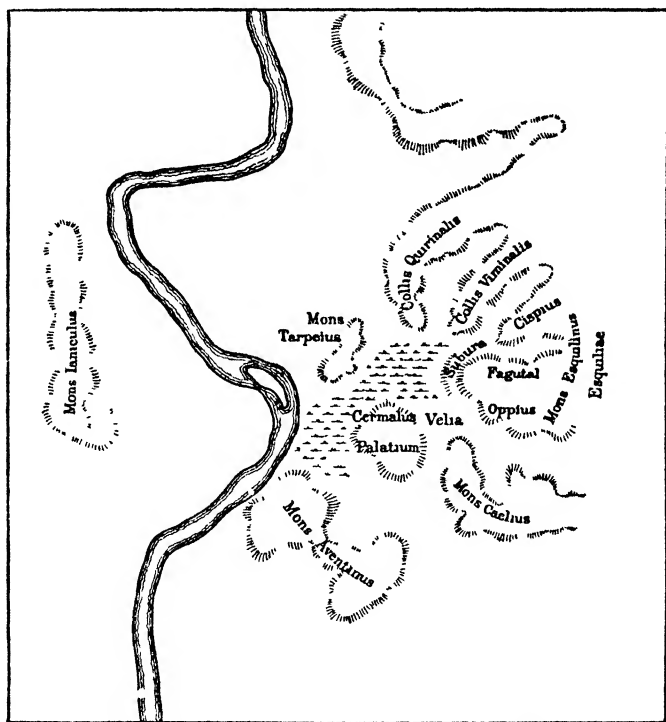 Collis Quirinalis
Collis Viminalis
Cispius
Mons
Tarpeius
Subura
Fagutal
Mons Esquilinus
Esquiliae
Oppius
Mons Ianiculus
Cermalus Velia
Palatium
Mons Caelius
Mons Aventinus